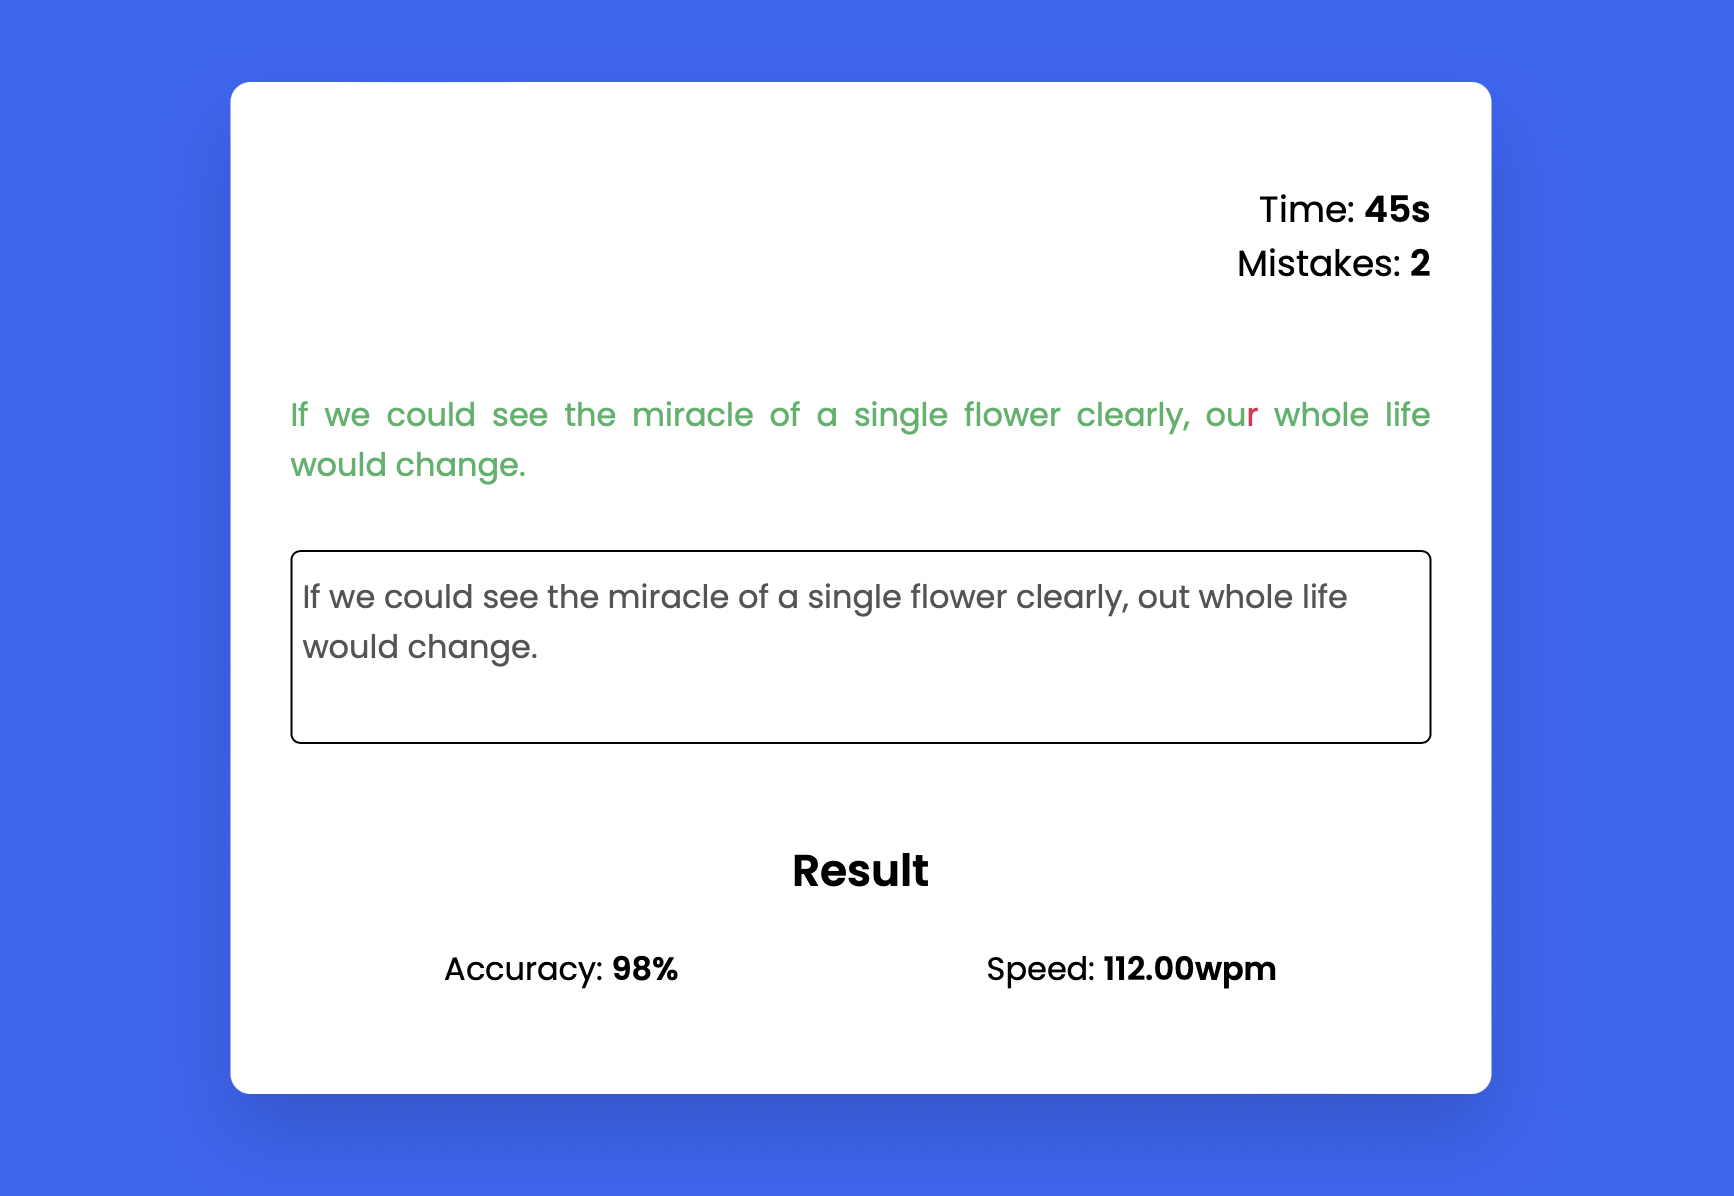 Time: 45s
Mistakes: 2
If we could see the miracle of a single flower clearly, our whole life
would change.
If we could see the miracle of a single flower clearly, out whole life
would change.
Result
Accuracy: 98% Speed: 112.00wpm